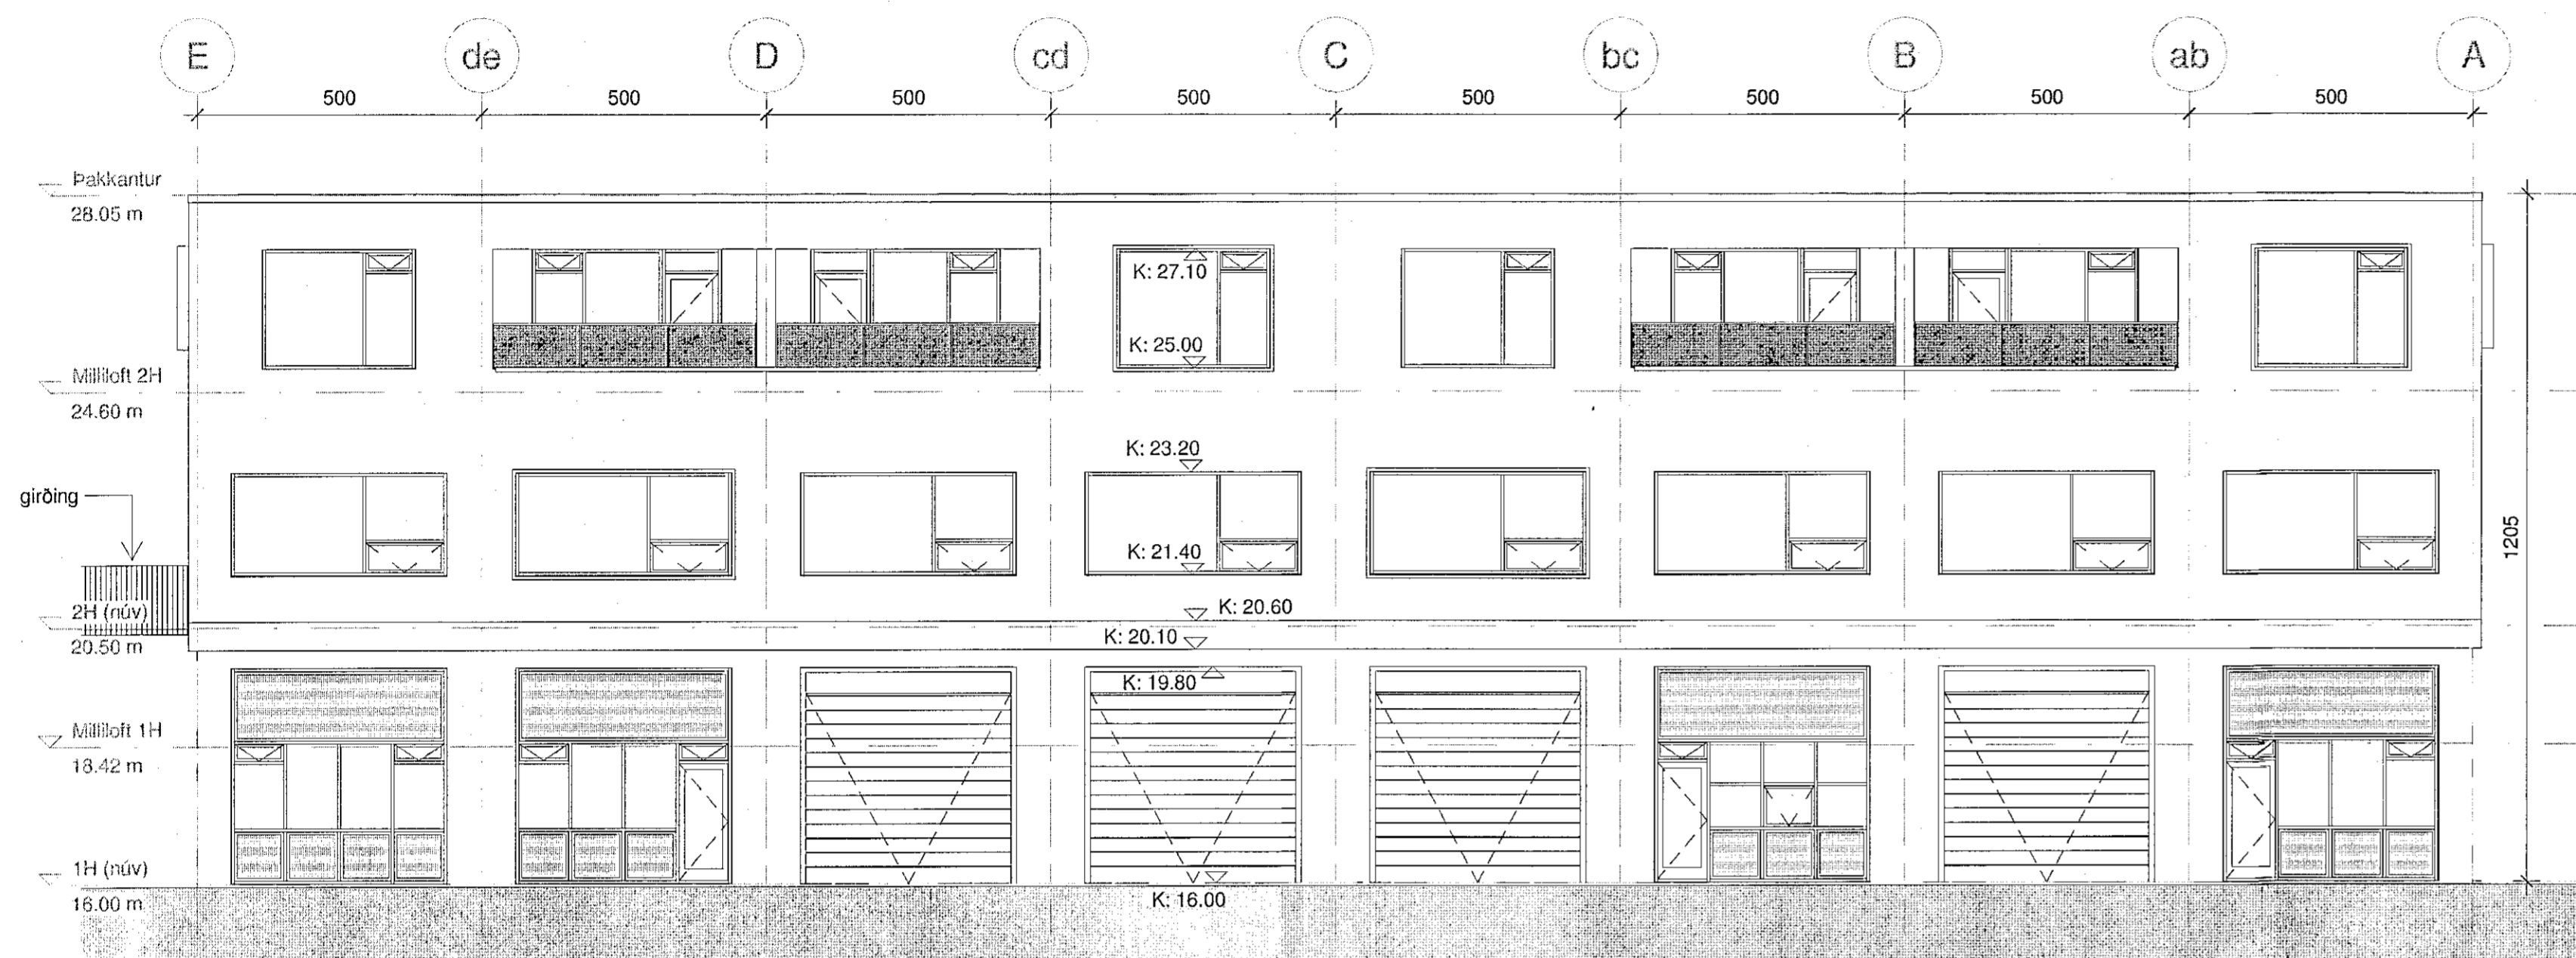 E de D cd C bc B ab A
500 500 500 500 500 500 500 500
Þakkantur
28.05 m
K: 27.10
K: 25.00
Milliloft 2H
24.60 m
K: 23.20
girðing
K: 21.40
1205
2H (núv)
K: 20.60
20.50 m
K: 20.10
K: 19.80
Milliloft 1H
18.42 m
1H (núv)
16.00 m
K: 16.00